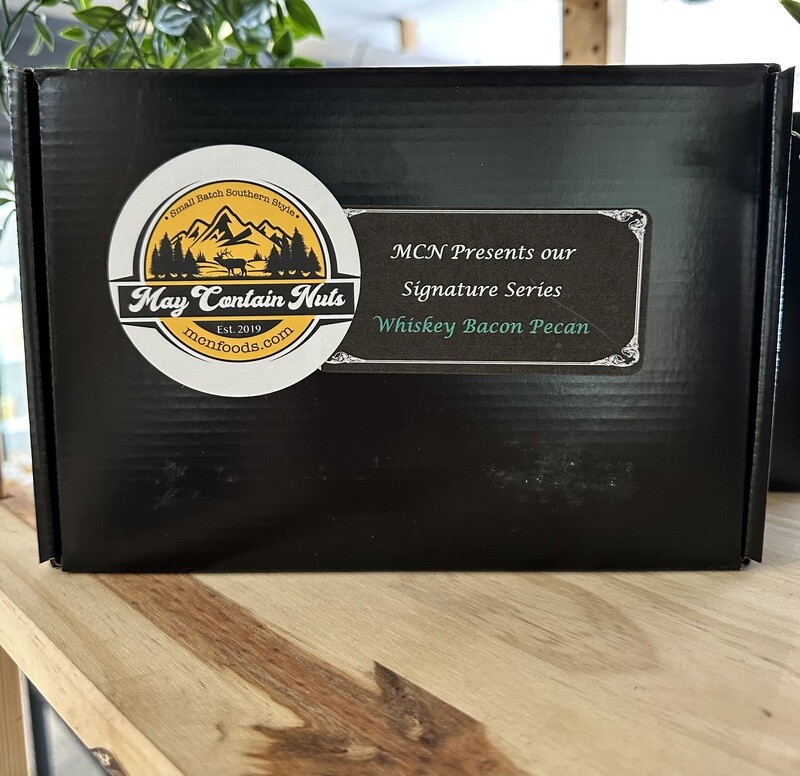 Small Batch Southern Style
May Contain Nuts
Est. 2019
mcnfoods.com
MCN Presents our
Signature Series
Whiskey Bacon Pecan